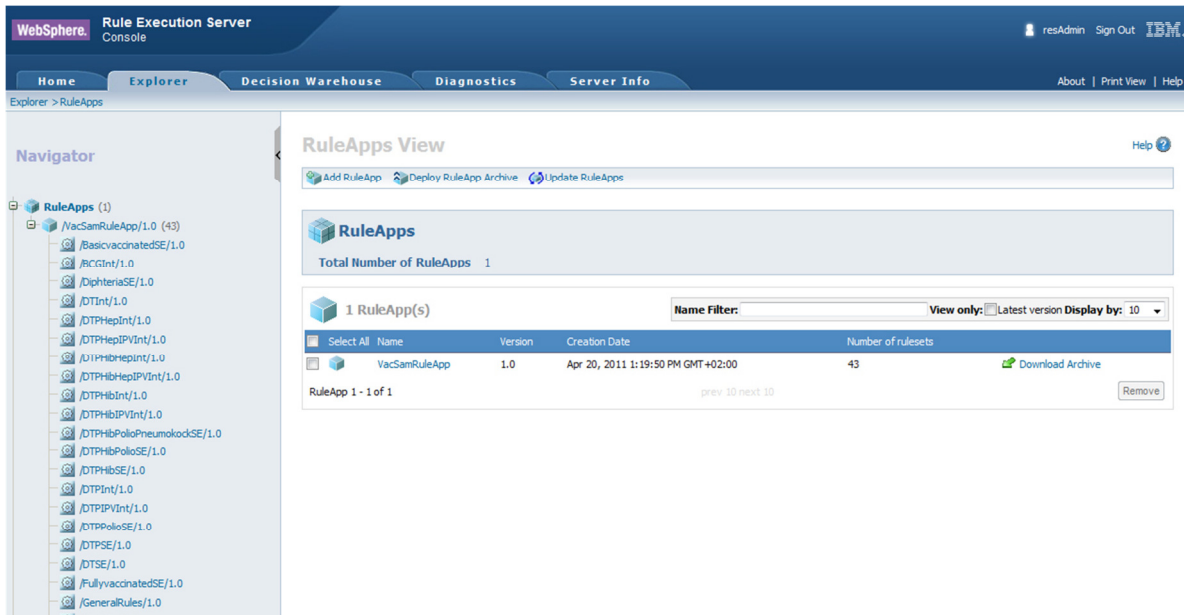 WebSphere.
Rule Execution Server
Console
resAdmin Sign Out IBM.
Home Explorer Decision Warehouse Diagnostics Server Info
About | Print View | Help
Explorer > RuleApps
Navigator
RuleApps (1)
/VacSamRuleApp/1.0 (43)
/BasicvaccinatedSE/1.0
/BCGInt/1.0
/DiphteriaSE/1.0
/DTInt/1.0
/DTPHepInt/1.0
/DTPHepIPVInt/1.0
/DTPHibHepInt/1.0
/DTPHibHepIPVInt/1.0
/DTPHibInt/1.0
/DTPHibIPVInt/1.0
/DTPHibPolioPneumokockSE/1.0
/DTPHibPolioSE/1.0
/DTPHibSE/1.0
/DTPInt/1.0
/DTPIPVInt/1.0
/DTPPolioSE/1.0
/DTPSE/1.0
/DTSE/1.0
/FullyvaccinatedSE/1.0
/GeneralRules/1.0
RuleApps View
Help ?
Add RuleApp Deploy RuleApp Archive Update RuleApps
RuleApps
Total Number of RuleApps 1
1 RuleApp(s)
Name Filter: View only: Latest version Display by: 10
Select All Name Version Creation Date Number of rulesets
VacSamRuleApp 1.0 Apr 20, 2011 1:19:50 PM GMT+02:00 43 Download Archive
RuleApp 1 - 1 of 1 prev 10 next 10 Remove